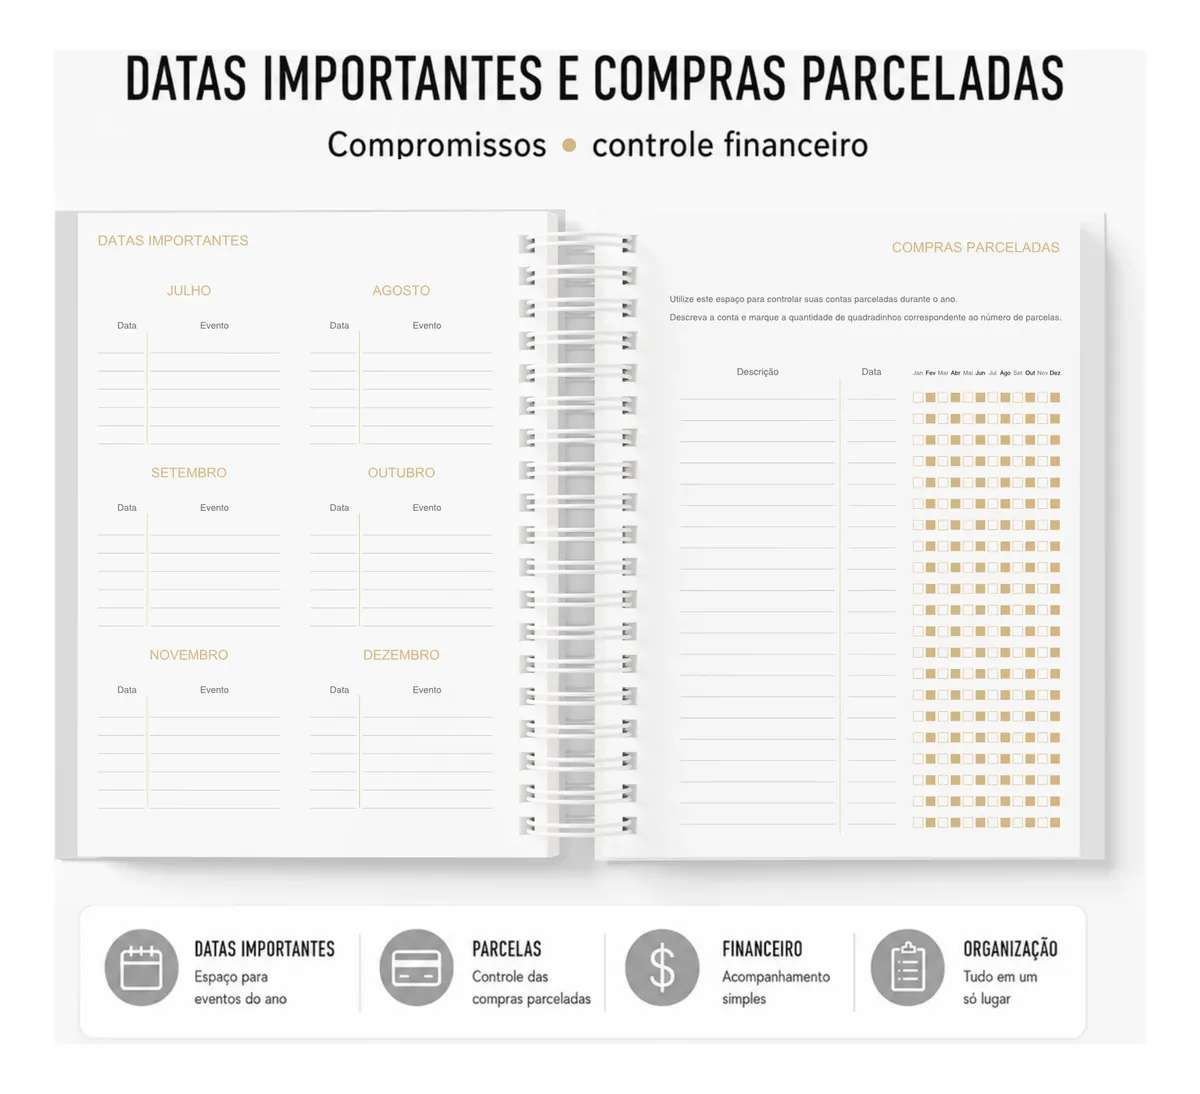 DATAS IMPORTANTES E COMPRAS PARCELADAS
Compromissos • controle financeiro
DATAS IMPORTANTES
JULHO
Data Evento
AGOSTO
Data Evento
SETEMBRO
Data Evento
OUTUBRO
Data Evento
NOVEMBRO
Data Evento
DEZEMBRO
Data Evento
COMPRAS PARCELADAS
Utilize este espaço para controlar suas contas parceladas durante o ano.
Descreva a conta e marque a quantidade de quadradinhos correspondente ao número de parcelas.
Descrição Data Jan Fev Mar Abr Mai Jun Jul Ago Set Out Nov Dez
DATAS IMPORTANTES
Espaço para
eventos do ano
PARCELAS
Controle das
compras parceladas
FINANCEIRO
Acompanhamento
simples
ORGANIZAÇÃO
Tudo em um
só lugar